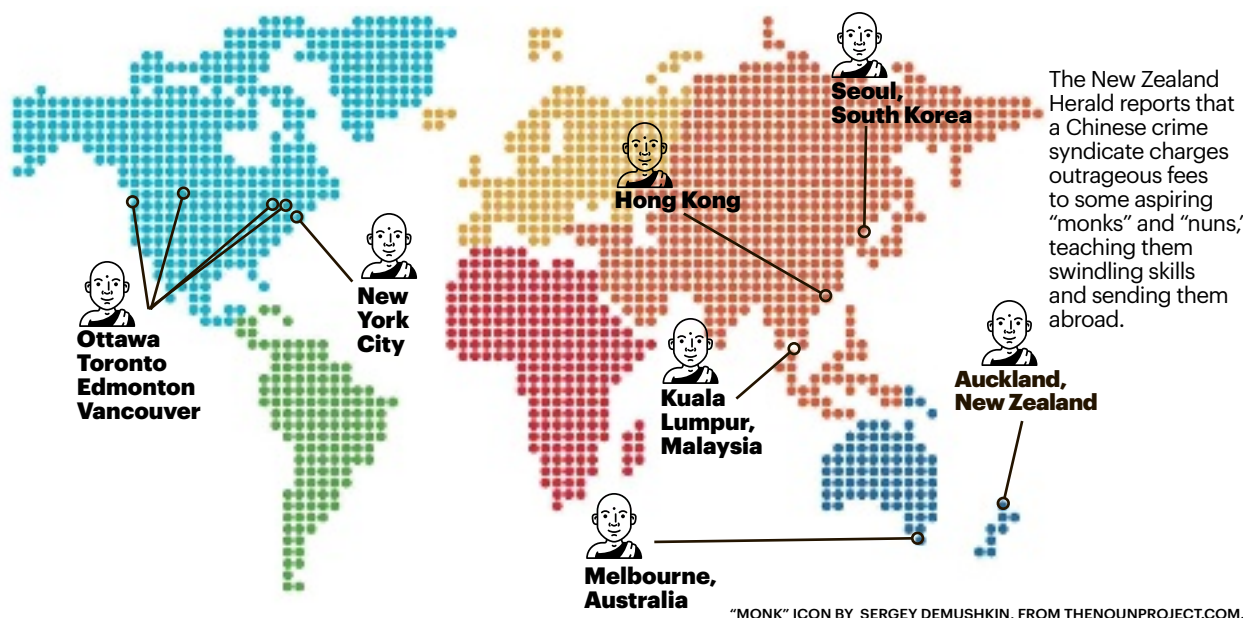 The New Zealand
Herald reports that
a Chinese crime
syndicate charges
outrageous fees
to some aspiring
“monks” and “nuns,’
teaching them
swindling skills
and sending them
abroad.
Seoul,
South Korea
Hong Kong
New
York
City
Ottawa
Toronto
Edmonton
Vancouver
Kuala
Lumpur,
Malaysia
Auckland,
New Zealand
Melbourne,
Australia
“MONK” ICON BY SERGEY DEMUSHKIN, FROM THENOUNPROJECT.COM.